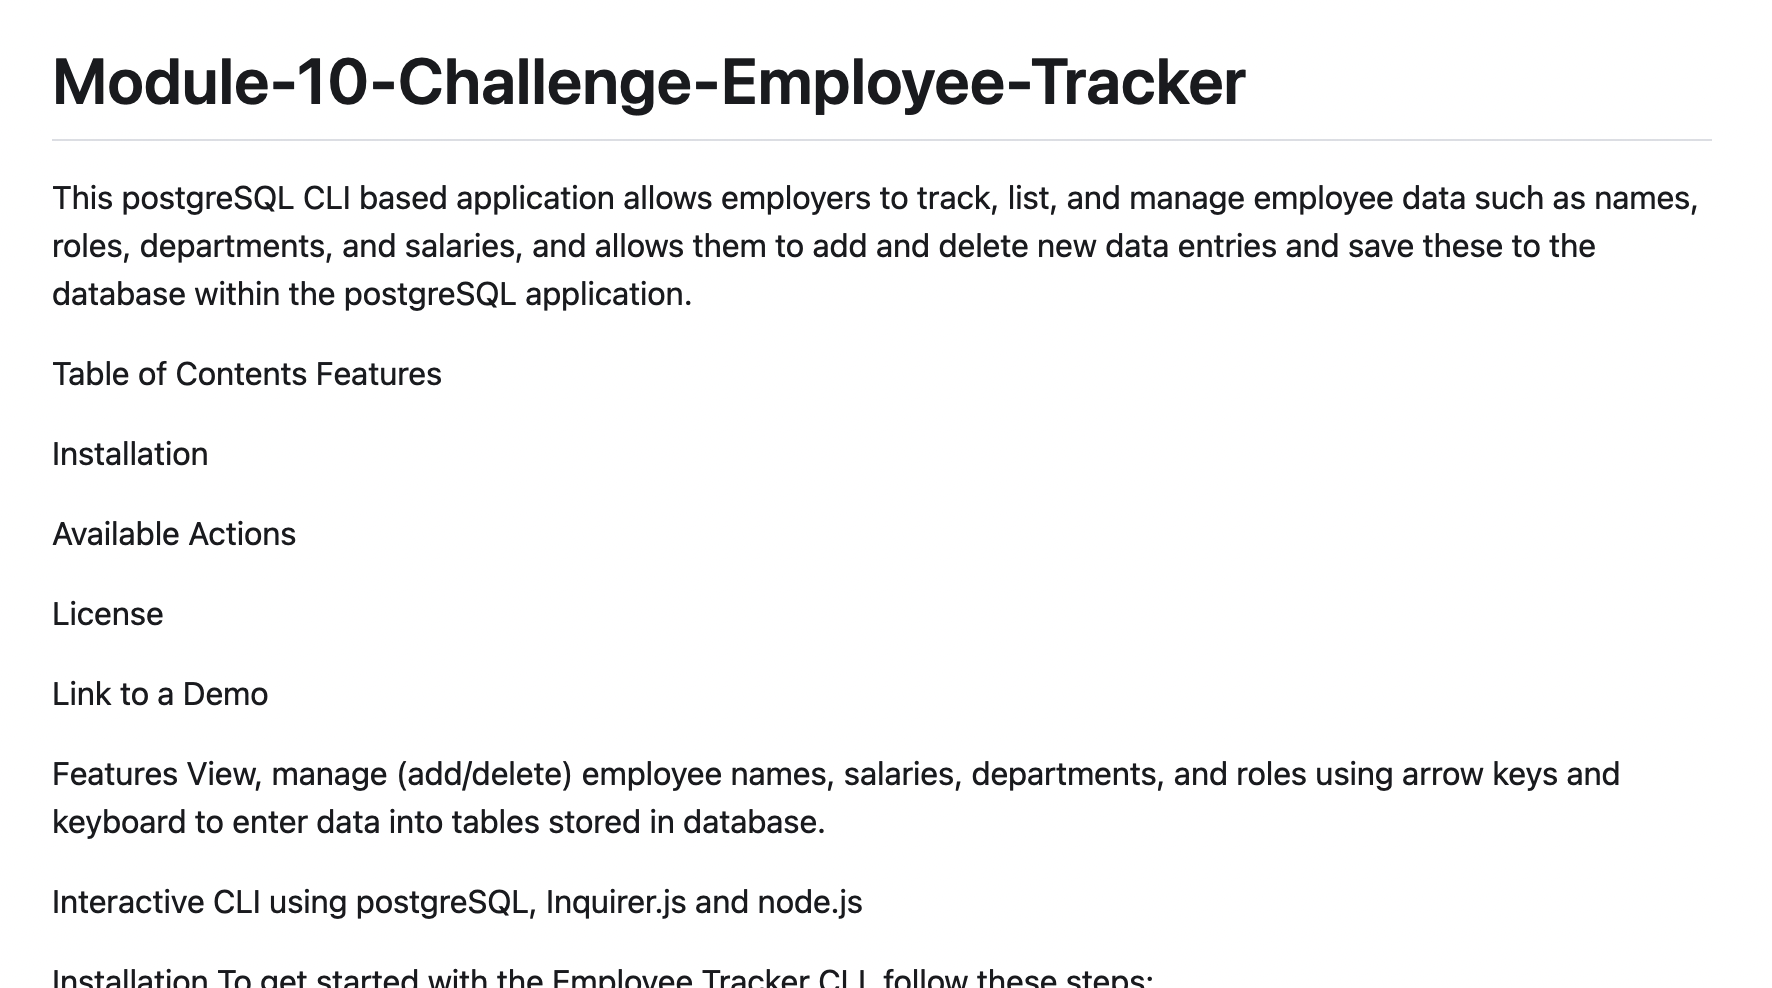 Module-10-Challenge-Employee-Tracker
This postgreSQL CLI based application allows employers to track, list, and manage employee data such as names,
roles, departments, and salaries, and allows them to add and delete new data entries and save these to the
database within the postgreSQL application.
Table of Contents Features
Installation
Available Actions
License
Link to a Demo
Features View, manage (add/delete) employee names, salaries, departments, and roles using arrow keys and
keyboard to enter data into tables stored in database.
Interactive CLI using postgreSQL, Inquirer.js and node.js
Installation To get started with the Employee Tracker CLI, follow these steps: